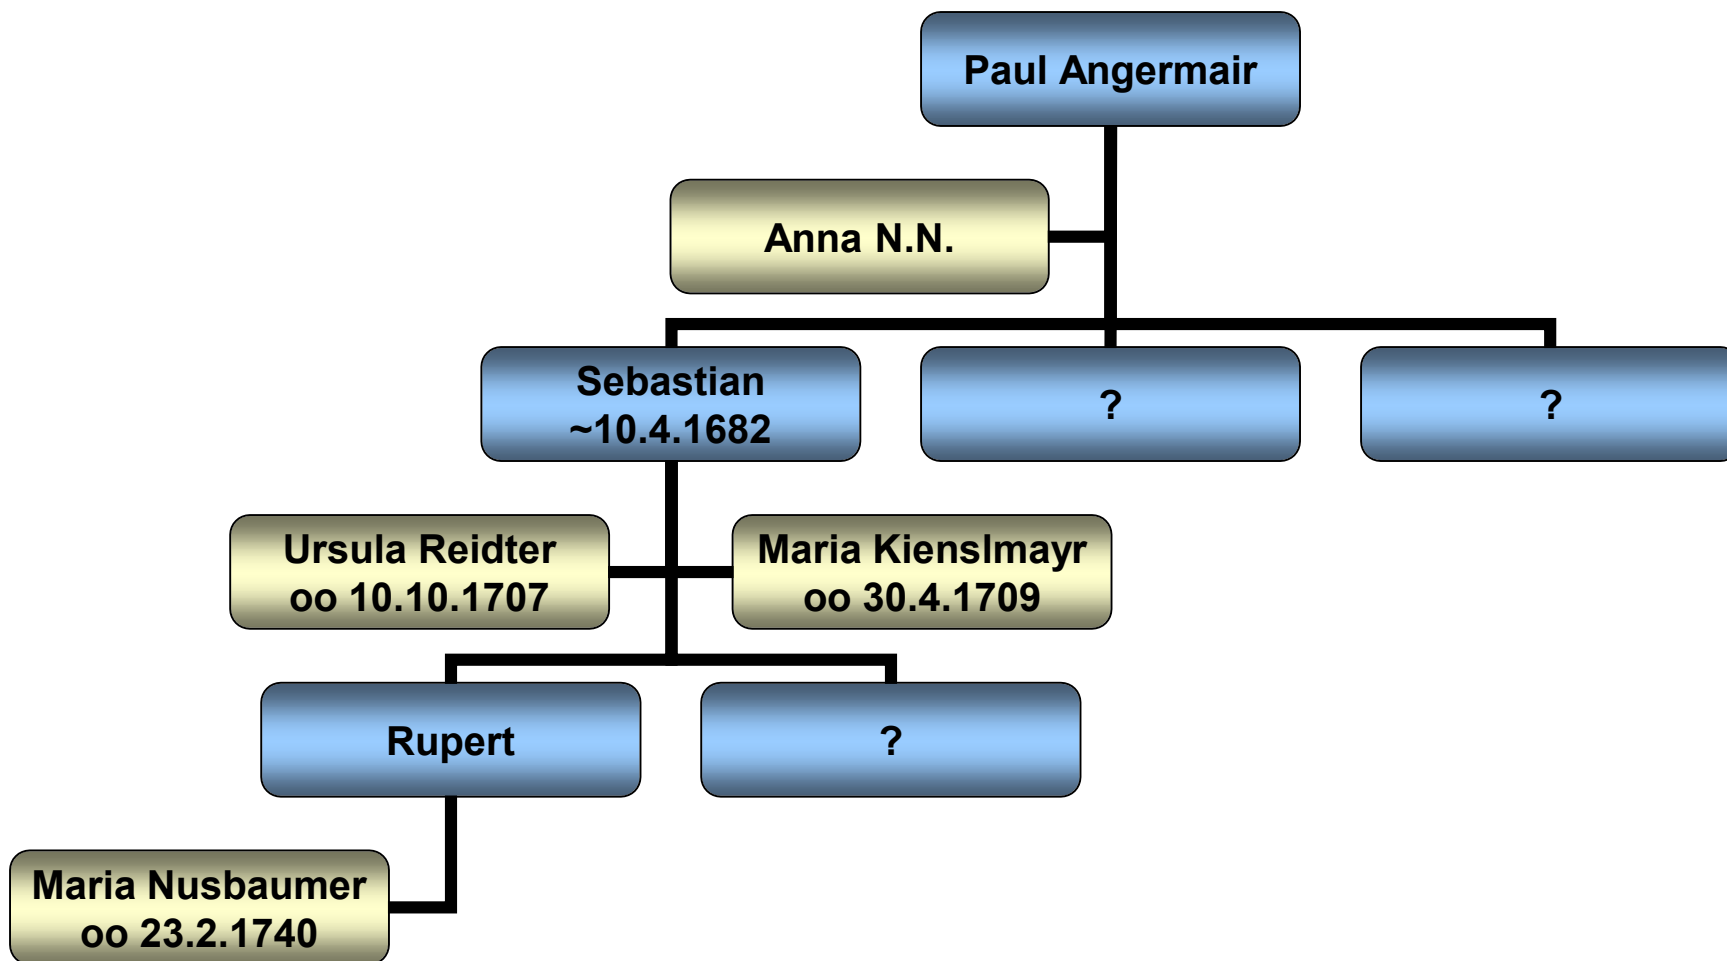 Paul Angermair
Anna N.N.
Sebastian
~10.4.1682
?
?
Ursula Reidter
oo 10.10.1707
Maria Kienslmayr
oo 30.4.1709
Rupert
?
Maria Nusbaumer
oo 23.2.1740